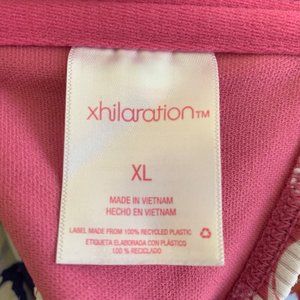 xhilaration™
XL
MADE IN VIETNAM
HECHO EN VIETNAM
LABEL MADE FROM 100% RECYCLED PLASTIC
ETIQUETA ELABORADA CON PLÁSTICO
100 % RECICLADO